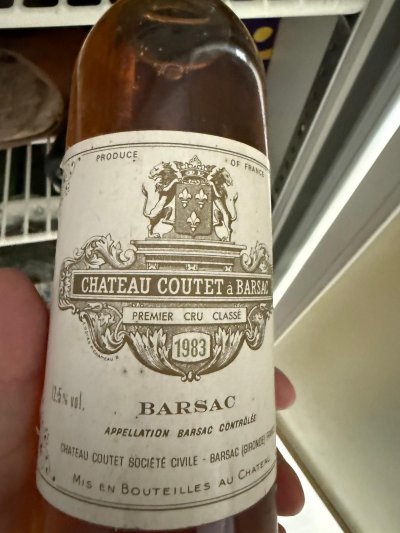 PRODUCE OF FRANCE
CHATEAU COUTET à BARSAC
PREMIER CRU CLASSÉ
1983
12,5% vol.
BARSAC
APPELLATION BARSAC CONTRÔLÉE
CHATEAU COUTET SOCIÉTÉ CIVILE - BARSAC (GIRONDE)
MIS EN BOUTEILLES AU CHATEAU